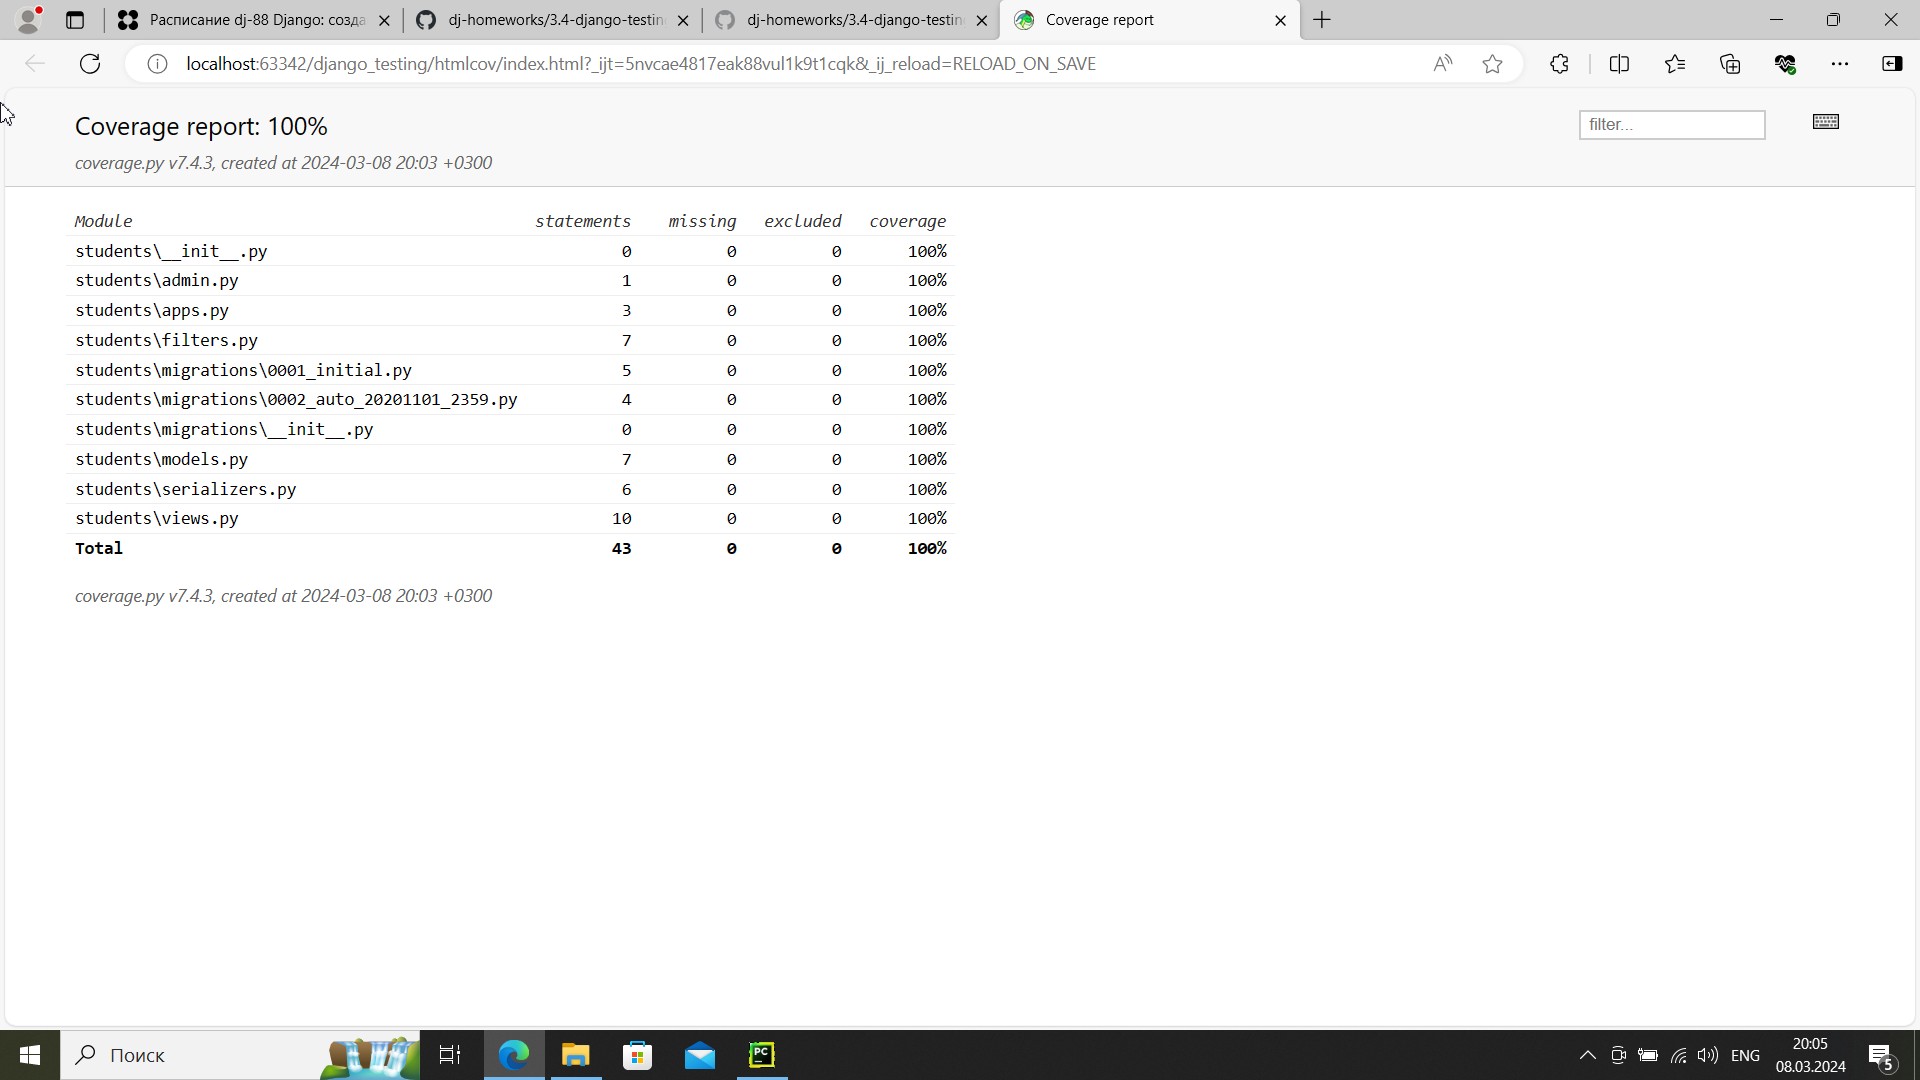 Расписание dj-88 Django: созда
dj-homeworks/3.4-django-testin
dj-homeworks/3.4-django-testin
Coverage report
localhost:63342/django_testing/htmlcov/index.html?_ijt=5nvcae4817eak88vul1k9t1cqk&_ij_reload=RELOAD_ON_SAVE
Coverage report: 100%
filter...
coverage.py v7.4.3, created at 2024-03-08 20:03 +0300
Module statements missing excluded coverage
students\__init__.py 0 0 0 100%
students\admin.py 1 0 0 100%
students\apps.py 3 0 0 100%
students\filters.py 7 0 0 100%
students\migrations\0001_initial.py 5 0 0 100%
students\migrations\0002_auto_20201101_2359.py 4 0 0 100%
students\migrations\__init__.py 0 0 0 100%
students\models.py 7 0 0 100%
students\serializers.py 6 0 0 100%
students\views.py 10 0 0 100%
Total 43 0 0 100%
coverage.py v7.4.3, created at 2024-03-08 20:03 +0300
Поиск
PC
ENG
20:05
08.03.2024
5